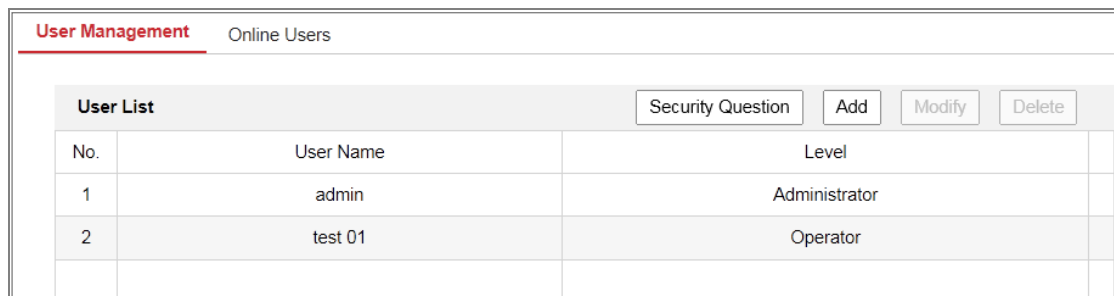 User Management Online Users
User List Security Question Add Modify Delete
No. User Name Level
1 admin Administrator
2 test 01 Operator